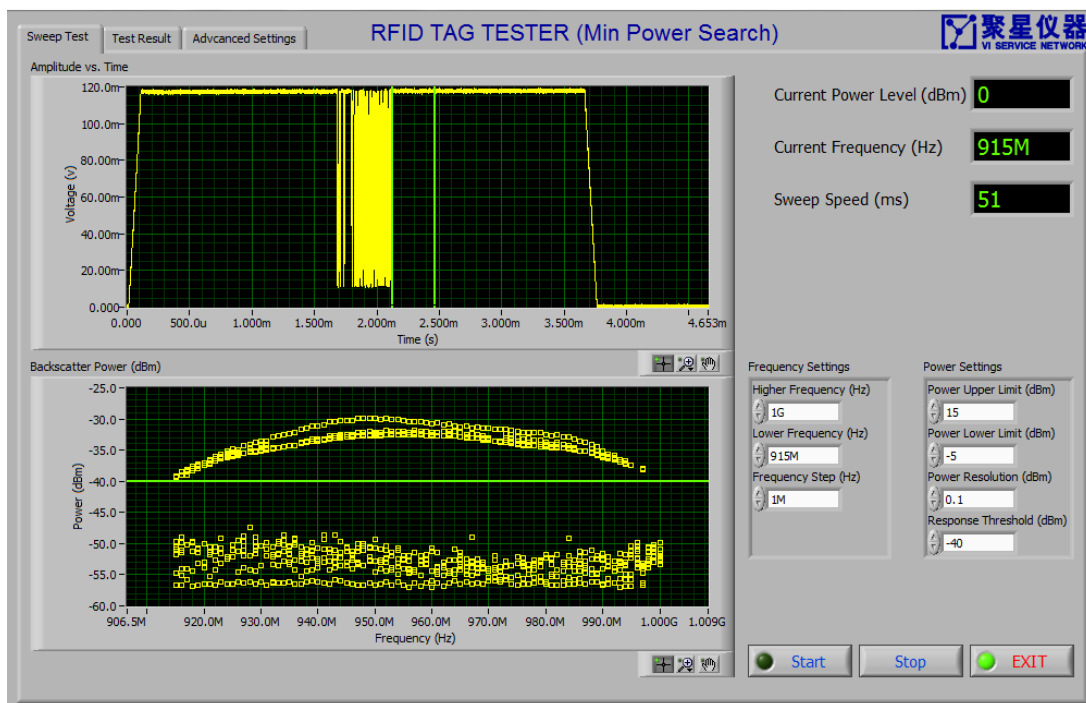 Sweep Test
Test Result
Advcanced Settings
RFID TAG TESTER (Min Power Search)
聚星仪器
VI SERVICE NETWORK
Amplitude vs. Time
120.0m
100.0m
80.00m
60.00m
40.00m
20.00m
0.000
Voltage (v)
0.000 500.0u 1.000m 1.500m 2.000m 2.500m 3.000m 3.500m 4.000m 4.653m
Time (s)
Current Power Level (dBm) 0
Current Frequency (Hz) 915M
Sweep Speed (ms) 51
Backscatter Power (dBm)
-25.0
-30.0
-35.0
-40.0
-45.0
-50.0
-55.0
-60.0
Power (dBm)
906.5M 920.0M 930.0M 940.0M 950.0M 960.0M 970.0M 980.0M 990.0M 1.000G 1.009G
Frequency (Hz)
Frequency Settings
Higher Frequency (Hz)
1G
Lower Frequency (Hz)
915M
Frequency Step (Hz)
1M
Power Settings
Power Upper Limit (dBm)
15
Power Lower Limit (dBm)
-5
Power Resolution (dBm)
0.1
Response Threshold (dBm)
-40
Start
Stop
EXIT